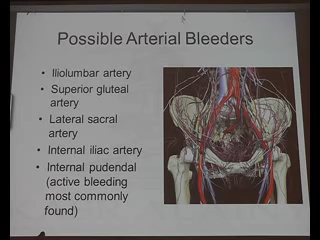 Possible Arterial Bleeders
• Iliolumbar artery
• Superior gluteal
artery
• Lateral sacral
artery
• Internal iliac artery
• Internal pudendal
(active bleeding
most commonly
found)